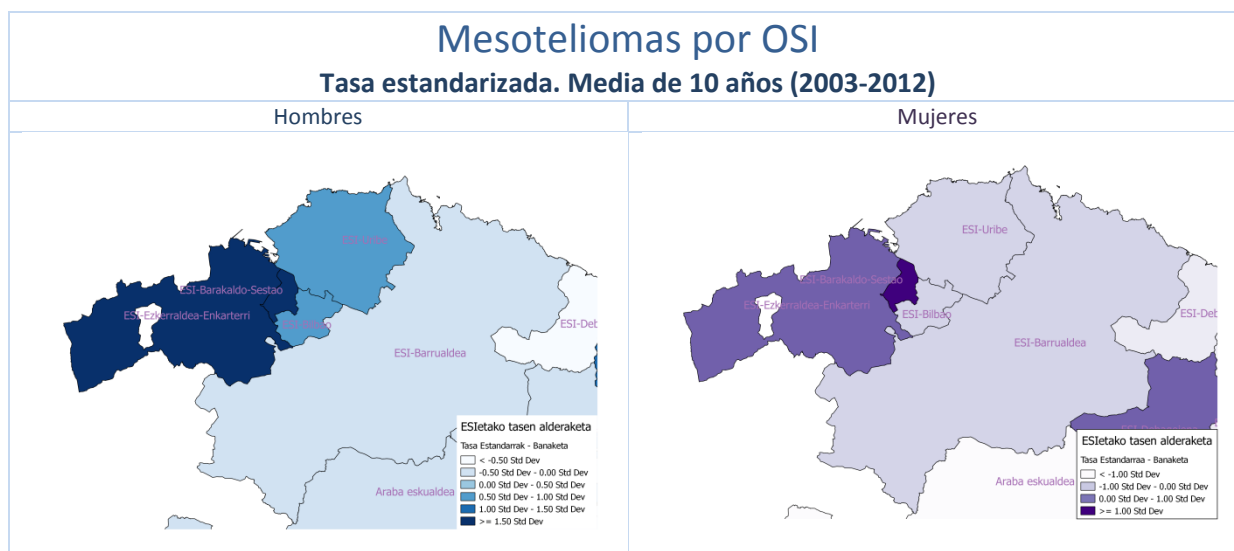 Mesoteliomas por OSI
Tasa estandarizada. Media de 10 años (2003-2012)
Hombres
Mujeres
ESI-Uribe
ESI-Barakaldo-Sestao
ESI-Ezkerraldea-Enkarterri
ESI-Bilbao
ESI-Deb
ESI-Barrualdea
Araba eskualdea
ESIetako tasen alderaketa
Tasa Estandarrak - Banaketa
< -0.50 Std Dev
-0.50 Std Dev - 0.00 Std Dev
0.00 Std Dev - 0.50 Std Dev
0.50 Std Dev - 1.00 Std Dev
1.00 Std Dev - 1.50 Std Dev
>= 1.50 Std Dev
ESI-Uribe
ESI-Barakaldo-Sestao
ESI-Ezkerraldea-Enkarterri
ESI-Bilbao
ESI-Deb
ESI-Barrualdea
Araba eskualdea
ESIetako tasen alderaketa
Tasa Estandarraa - Banaketa
< -1.00 Std Dev
-1.00 Std Dev - 0.00 Std Dev
0.00 Std Dev - 1.00 Std Dev
>= 1.00 Std Dev